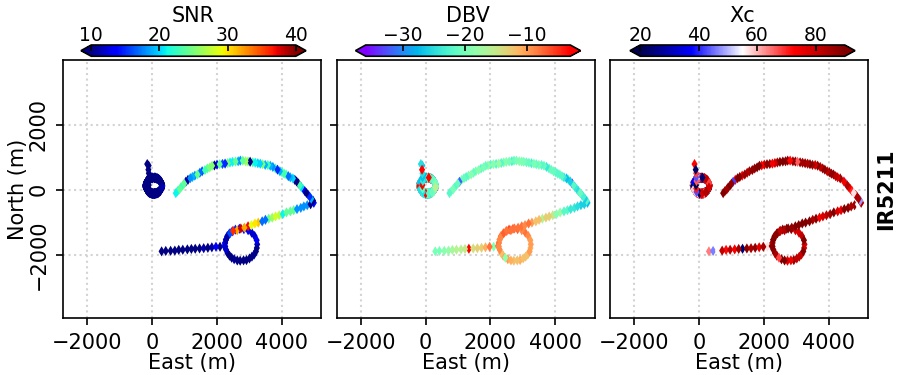 SNR DBV Xc
10 20 30 40 −30 −20 −10 20 40 60 80
2000
0
−2000
North (m)
−2000 0 2000 4000 −2000 0 2000 4000 −2000 0 2000 4000
East (m) East (m) East (m)
IR5211